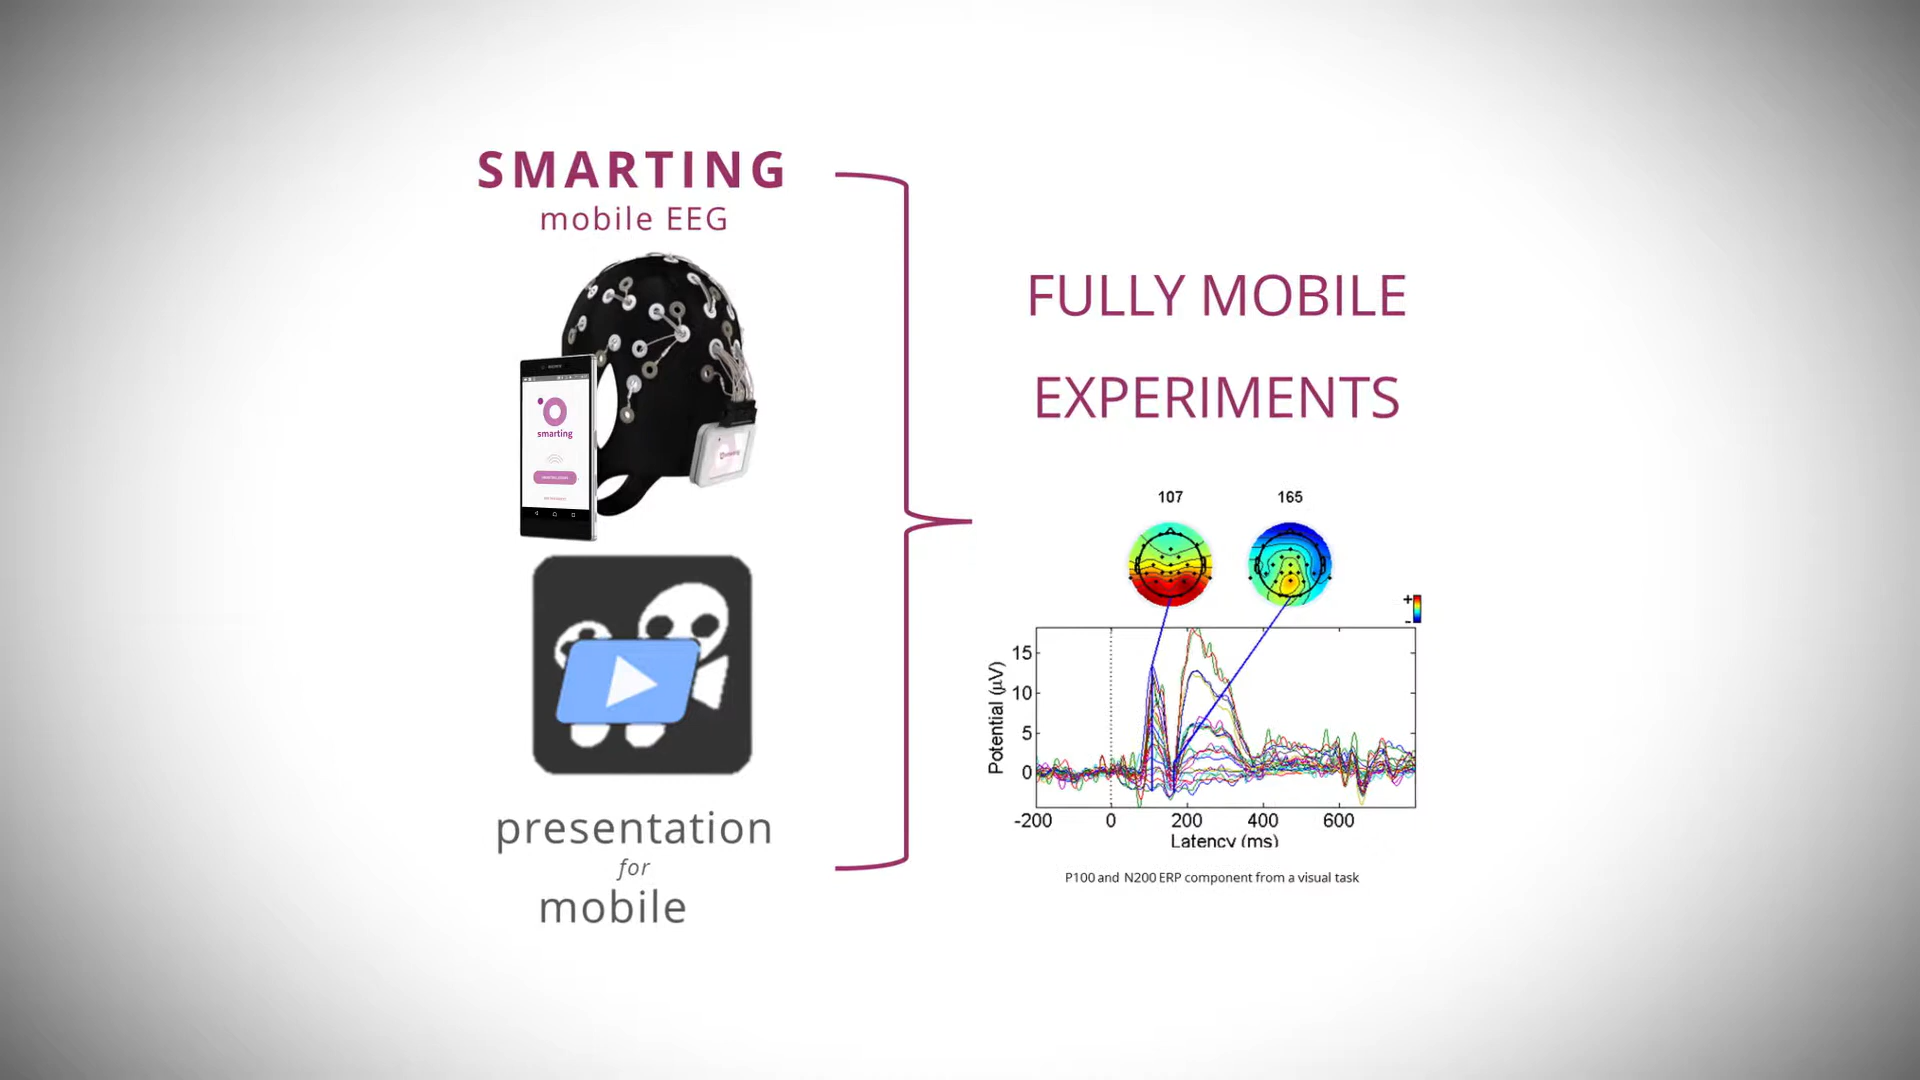 SMARTING
mobile EEG
SONY
smarting
presentation
for
mobile
FULLY MOBILE
EXPERIMENTS
107
165
+
-
Potential (μV)
15
10
5
0
-200
0
200
400
600
Latency (ms)
P100 and N200 ERP component from a visual task